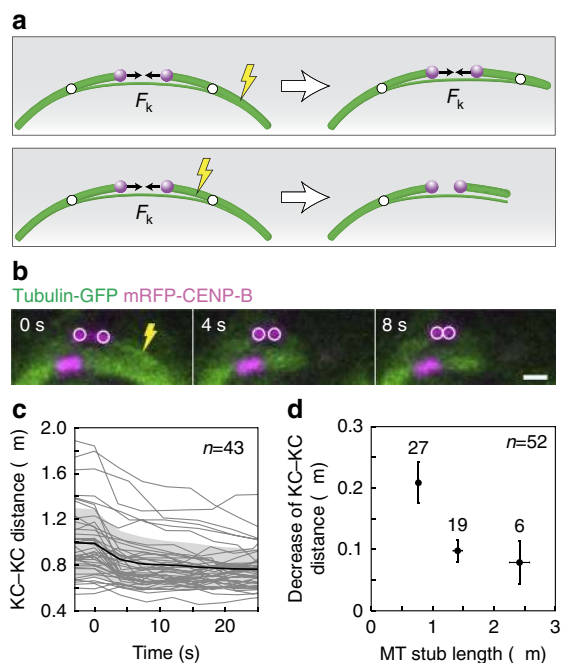 a
Fk
Fk
Fk
b
Tubulin-GFP mRFP-CENP-B
0 s
4 s
8 s
c
n=43
KC–KC distance ( m)
2.0
1.6
1.2
0.8
0.4
0
10
20
Time (s)
d
n=52
Decrease of KC–KC
distance ( m)
0.3
0.2
0.1
0
27
19
6
0
1
2
3
MT stub length ( m)